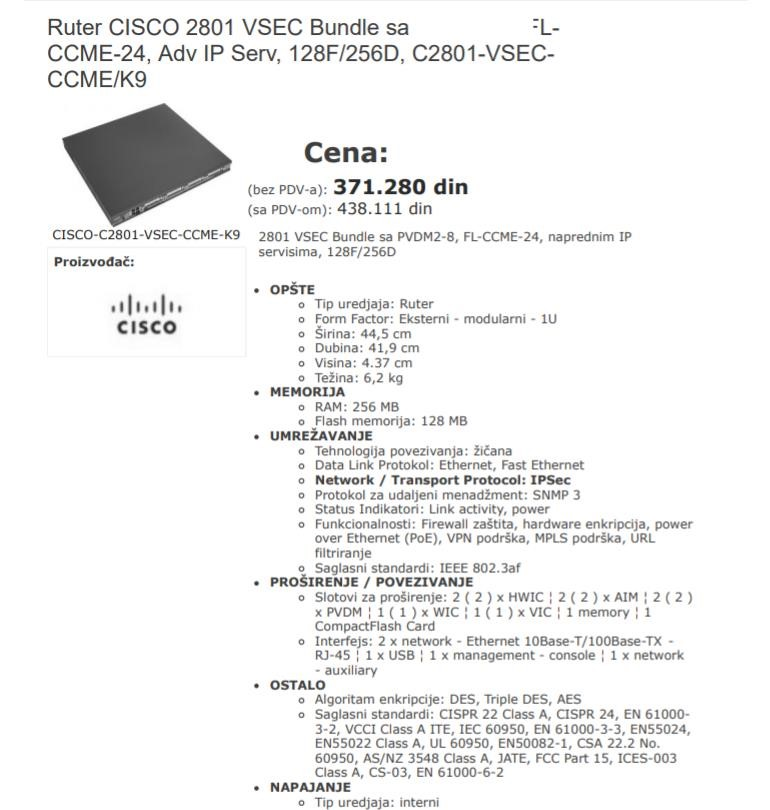 Ruter CISCO 2801 VSEC Bundle sa FL-
CCME-24, Adv IP Serv, 128F/256D, C2801-VSEC-
CCME/K9
Cena:
(bez PDV-a): 371.280 din
(sa PDV-om): 438.111 din
CISCO-C2801-VSEC-CCME-K9
Proizvođač:
CISCO
2801 VSEC Bundle sa PVDM2-8, FL-CCME-24, naprednim IP
servisima, 128F/256D
• OPŠTE
Tip uredjaja: Ruter
Form Factor: Eksterni - modularni - 1U
Širina: 44,5 cm
Dubina: 41,9 cm
Visina: 4.37 cm
Težina: 6,2 kg
• MEMORIJA
RAM: 256 MB
Flash memorija: 128 MB
• UMREŽAVANJE
Tehnologija povezivanja: žičana
Data Link Protokol: Ethernet, Fast Ethernet
Network / Transport Protocol: IPSec
Protokol za udaljeni menadžment: SNMP 3
Status Indikatori: Link activity, power
Funkcionalnosti: Firewall zaštita, hardware enkripcija, power
over Ethernet (PoE), VPN podrška, MPLS podrška, URL
filtriranje
Saglasni standardi: IEEE 802.3af
• PROŠIRENJE / POVEZIVANJE
Slotovi za proširenje: 2 ( 2 ) x HWIC ¦ 2 ( 2 ) x AIM ¦ 2 ( 2 )
x PVDM ¦ 1 ( 1 ) x WIC ¦ 1 ( 1 ) x VIC ¦ 1 memory ¦ 1
CompactFlash Card
Interfejs: 2 x network - Ethernet 10Base-T/100Base-TX -
RJ-45 ¦ 1 x USB ¦ 1 x management - console ¦ 1 x network
- auxiliary
• OSTALO
Algoritam enkripcije: DES, Triple DES, AES
Saglasni standardi: CISPR 22 Class A, CISPR 24, EN 61000-
3-2, VCCI Class A ITE, IEC 60950, EN 61000-3-3, EN55024,
EN55022 Class A, UL 60950, EN50082-1, CSA 22.2 No.
60950, AS/NZ 3548 Class A, JATE, FCC Part 15, ICES-003
Class A, CS-03, EN 61000-6-2
• NAPAJANJE
Tip uredjaja: interni